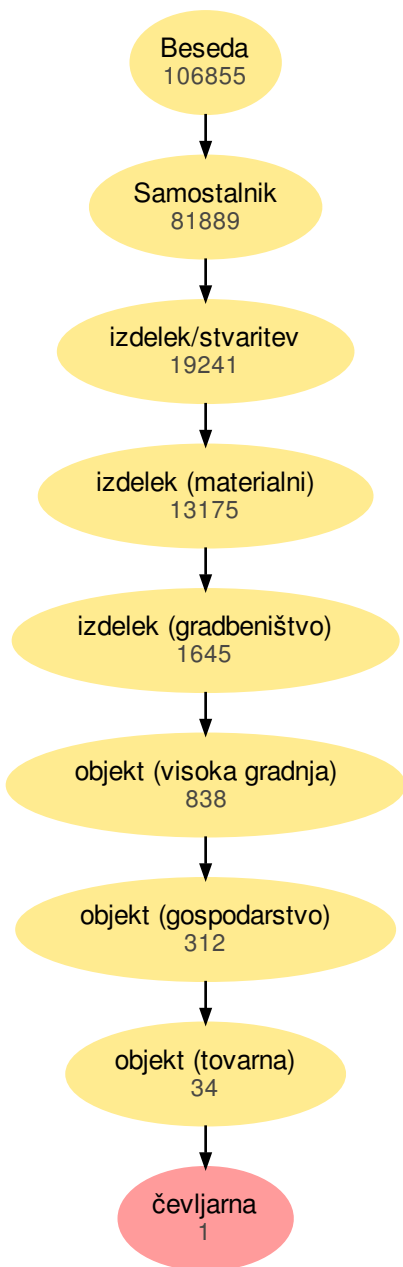 Beseda
106855
Samostalnik
81889
izdelek/stvaritev
19241
izdelek (materialni)
13175
izdelek (gradbeništvo)
1645
objekt (visoka gradnja)
838
objekt (gospodarstvo)
312
objekt (tovarna)
34
čevljarna
1